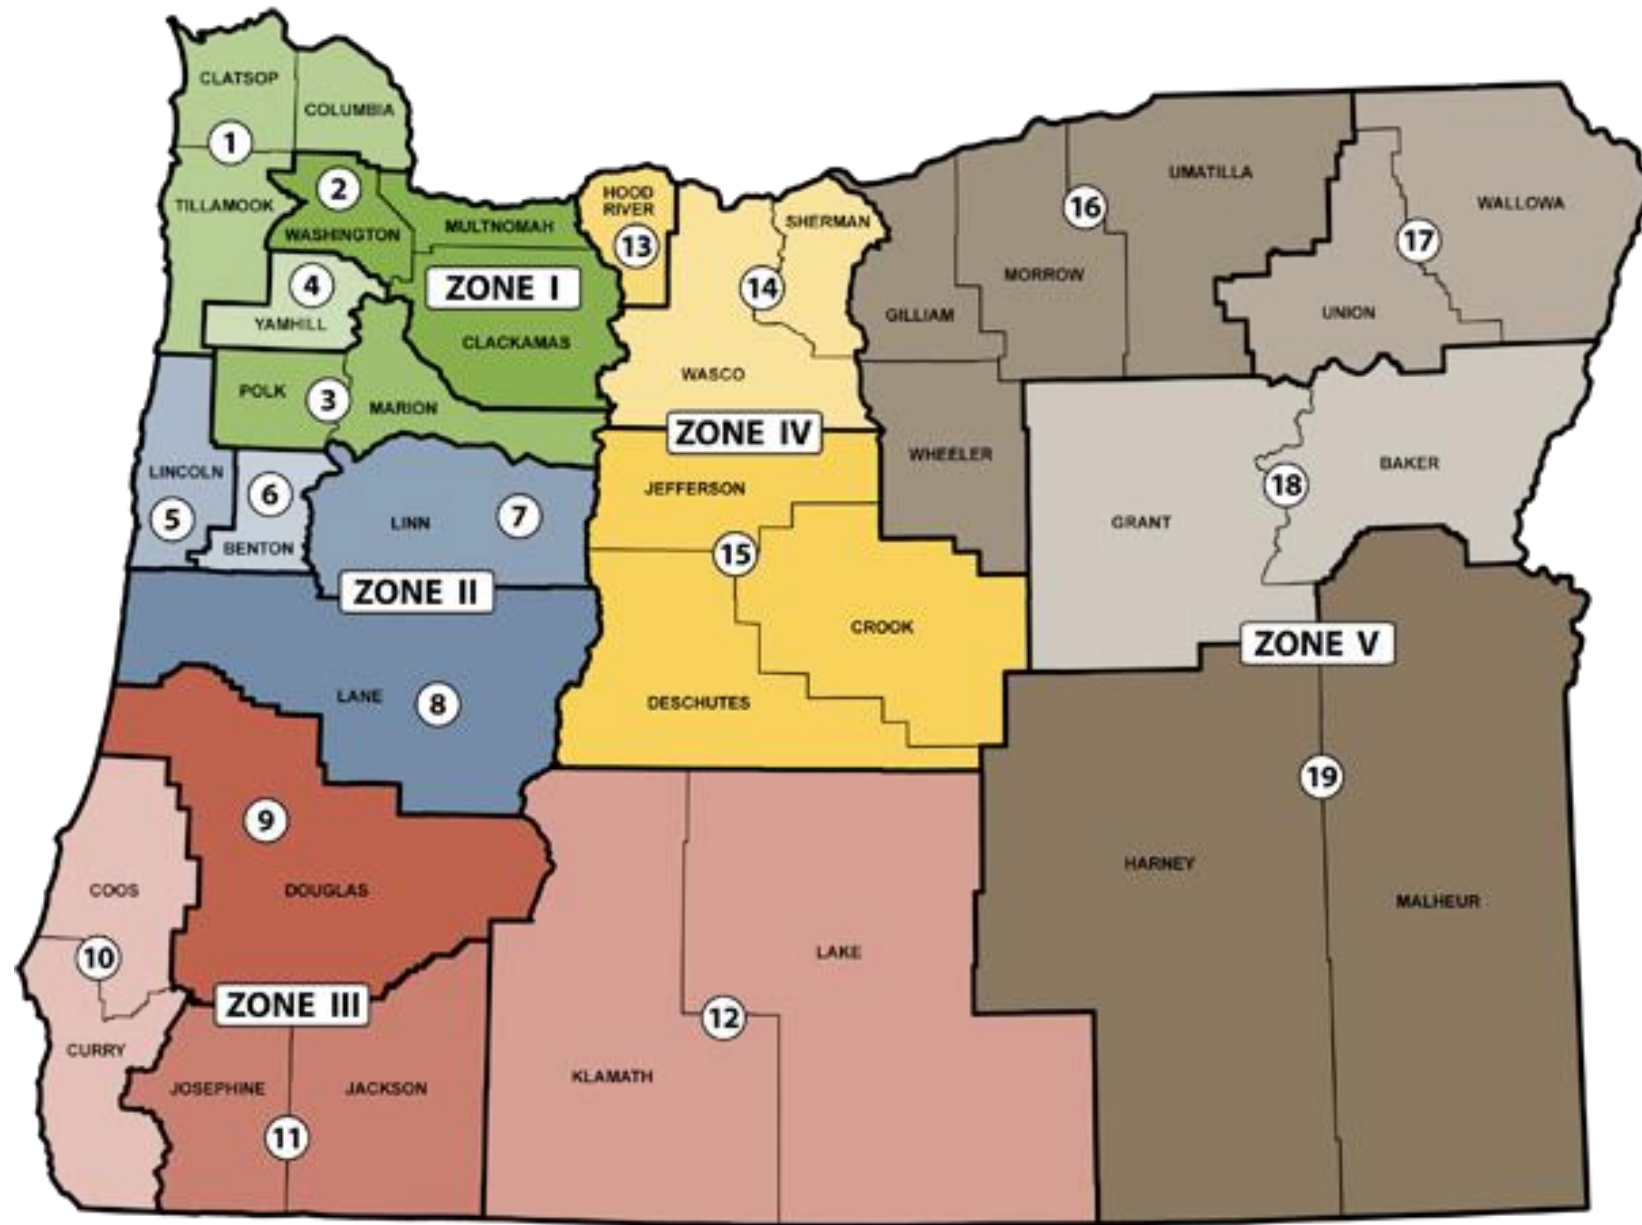 CLATSOP
COLUMBIA
1
2
TILLAMOOK
WASHINGTON
MULTNOMAH
HOOD
RIVER
13
SHERMAN
14
16
UMATILLA
WALLOWA
17
4
ZONE I
YAMHILL
CLACKAMAS
GILLIAM
MORROW
UNION
WASCO
POLK
3
MARION
ZONE IV
WHEELER
LINCOLN
5
6
BENTON
LINN
7
JEFFERSON
15
GRANT
18
BAKER
ZONE II
CROOK
ZONE V
LANE
8
DESCHUTES
19
9
DOUGLAS
COOS
10
HARNEY
MALHEUR
LAKE
ZONE III
12
CURRY
KLAMATH
JOSEPHINE
JACKSON
11